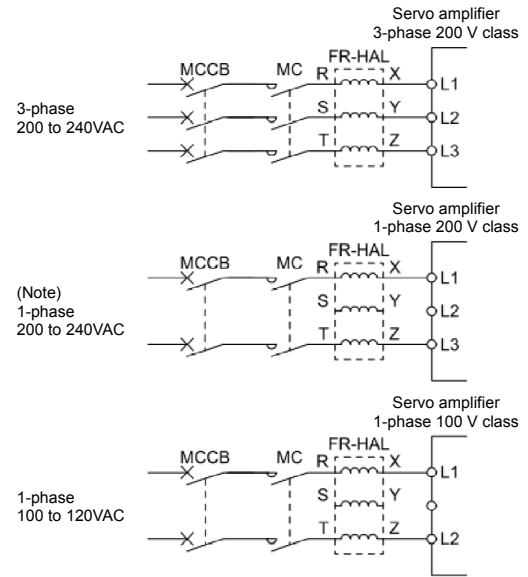 Servo amplifier
3-phase 200 V class
FR-HAL
MCCB MC R X
L1
3-phase
200 to 240VAC
S Y
L2
T Z
L3
Servo amplifier
1-phase 200 V class
FR-HAL
MCCB MC R X
L1
(Note)
1-phase
200 to 240VAC
S Y
L2
T Z
L3
Servo amplifier
1-phase 100 V class
FR-HAL
MCCB MC R X
L1
1-phase
100 to 120VAC
S Y
T Z
L2